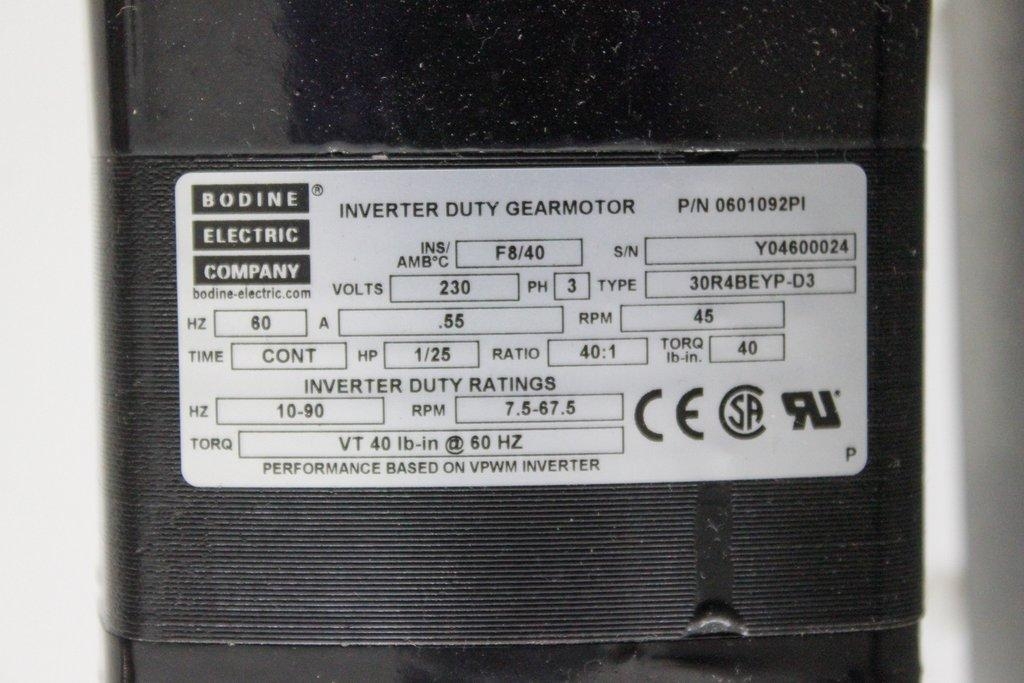 BODINE ®
ELECTRIC
COMPANY
bodine-electric.com
INVERTER DUTY GEARMOTOR P/N 0601092PI
INS/ AMB°C F8/40 S/N Y04600024
VOLTS 230 PH 3 TYPE 30R4BEYP-D3
HZ 60 A .55 RPM 45
TIME CONT HP 1/25 RATIO 40:1 TORQ lb-in. 40
INVERTER DUTY RATINGS
HZ 10-90 RPM 7.5-67.5
TORQ VT 40 lb-in @ 60 HZ
PERFORMANCE BASED ON VPWM INVERTER
CE SA RU
P